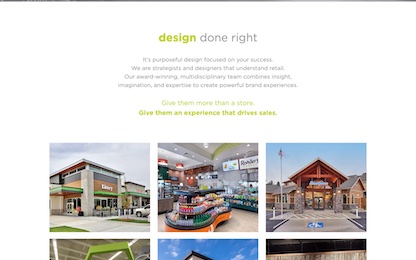 design done right
It's purposeful design focused on your success.
We are strategists and designers that understand retail.
Our award-winning, multidisciplinary team combines insight,
imagination, and expertise to create powerful brand experiences.
Give them more than a store.
Give them an experience that drives sales.